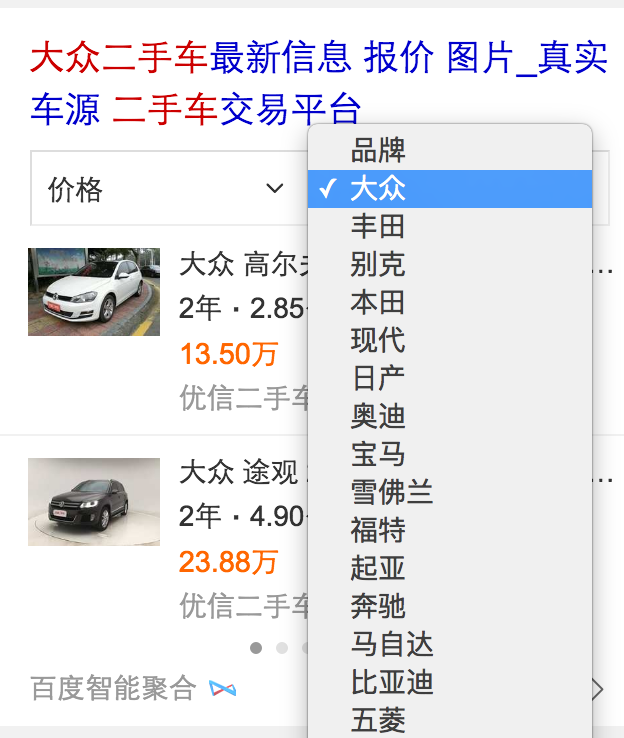 大众二手车最新信息 报价 图片_真实
车源 二手车交易平台
价格
大众 高尔
2年·2.85
13.50万
优信二手车
大众 途观
2年·4.90
23.88万
优信二手车
百度智能聚合
品牌
✓ 大众
丰田
别克
本田
现代
日产
奥迪
宝马
雪佛兰
福特
起亚
奔驰
马自达
比亚迪
五菱